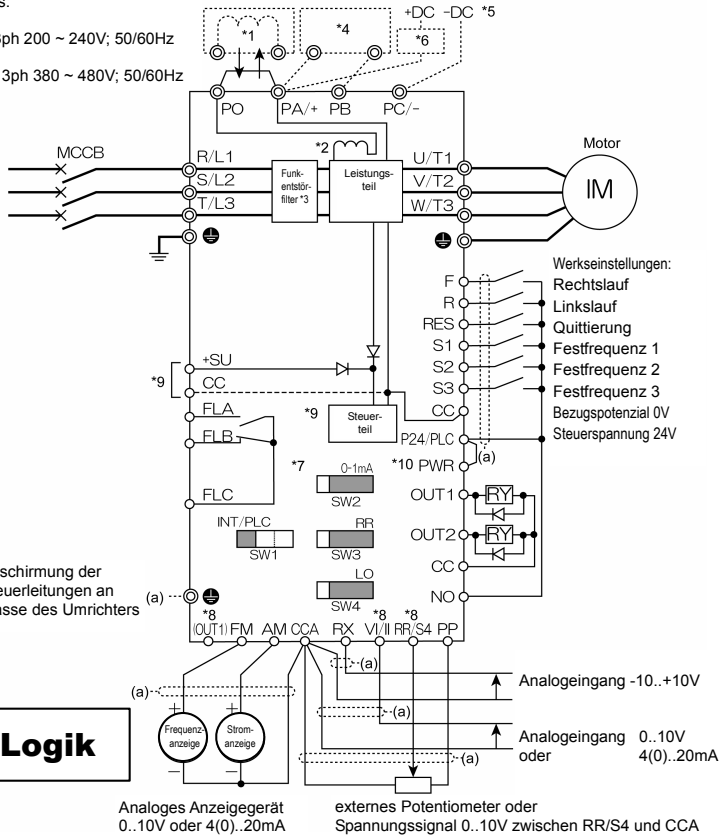 3ph 200 ~ 240V; 50/60Hz
3ph 380 ~ 480V; 50/60Hz
+DC -DC *5
*1
*4
*6
PO
PA/+
PB
PC/-
MCCB
R/L1
S/L2
T/L3
*2
Funk-
entstör-
filter *3
Leistungs-
teil
U/T1
V/T2
W/T3
Motor
IM
Werkseinstellungen:
F
Rechtslauf
R
Linkslauf
RES
Quittierung
S1
Festfrequenz 1
S2
Festfrequenz 2
S3
Festfrequenz 3
CC
Bezugspotenzial 0V
P24/PLC
Steuerspannung 24V
(a)
*10 PWR
*9
+SU
CC
*9
Steuer-
teil
FLA
FLB
FLC
*7
0-1mA
SW2
INT/PLC
SW1
RR
SW3
LO
SW4
OUT1
RY
OUT2
RY
CC
NO
schirmung der
euerleitungen an
asse des Umrichters
(a)
*8
*8
*8
(OUT1)
FM
AM
CCA
RX
VI/II
RR/S4
PP
(a)
Analogeingang -10..+10V
(a)
(a)
Analogeingang 0..10V
oder 4(0)..20mA
(a)
+
+
Frequenz-
anzeige
Strom-
anzeige
−
−
Logik
Analoges Anzeigegerät
0..10V oder 4(0)..20mA
externes Potentiometer oder
Spannungssignal 0..10V zwischen RR/S4 und CCA